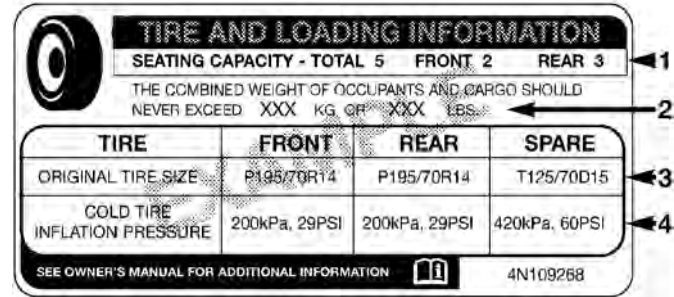 TIRE AND LOADING INFORMATION
SEATING CAPACITY - TOTAL 5 FRONT 2 REAR 3
1
THE COMBINED WEIGHT OF OCCUPANTS AND CARGO SHOULD
NEVER EXCEED XXX KG OR XXX LBS.
2
TIRE FRONT REAR SPARE
ORIGINAL TIRE SIZE P195/70R14 P195/70R14 T125/70D15
3
COLD TIRE
INFLATION PRESSURE 200kPa, 29PSI 200kPa, 29PSI 420kPa, 60PSI
4
SEE OWNER'S MANUAL FOR ADDITIONAL INFORMATION 4N109268
EXAMPLE